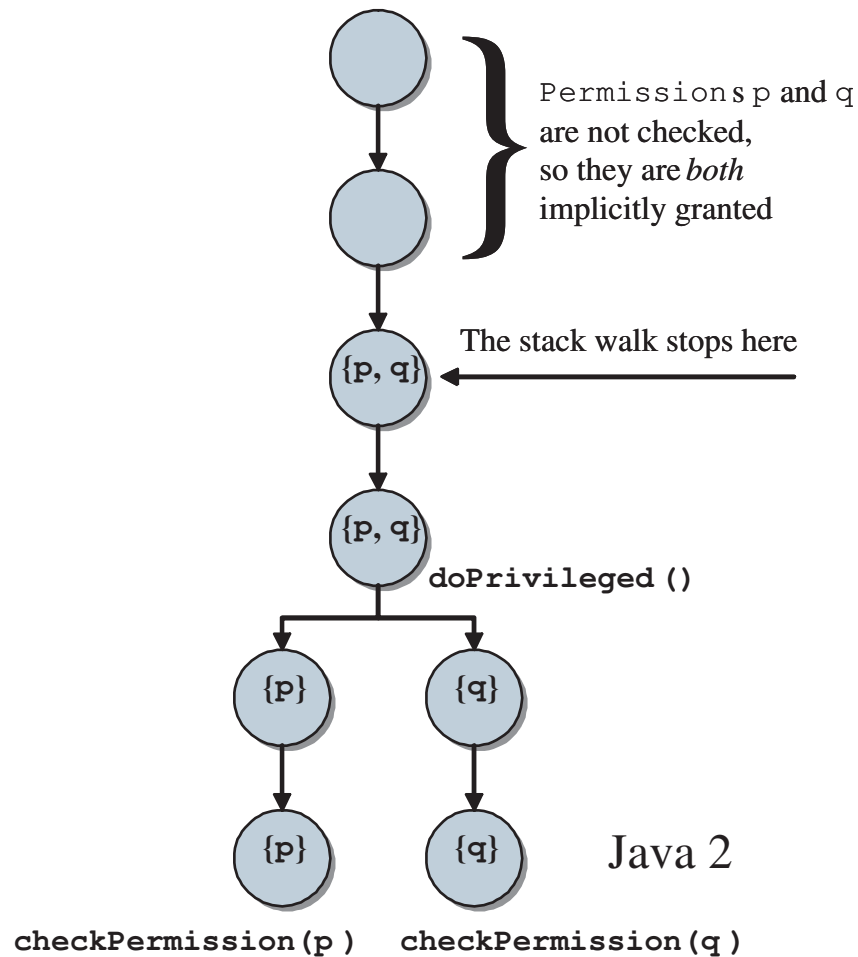 Permissions p and q
are not checked,
so they are both
implicitly granted
The stack walk stops here
{p, q}
{p, q}
doPrivileged ()
{p} {q}
{p} {q}
Java 2
checkPermission(p ) checkPermission(q )